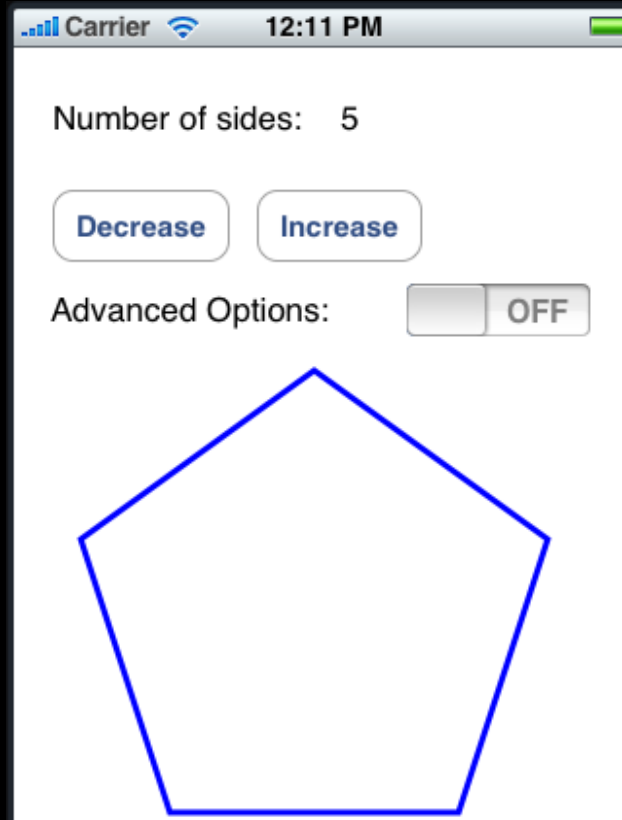 Carrier 12:11 PM
Number of sides: 5
Decrease Increase
Advanced Options: OFF